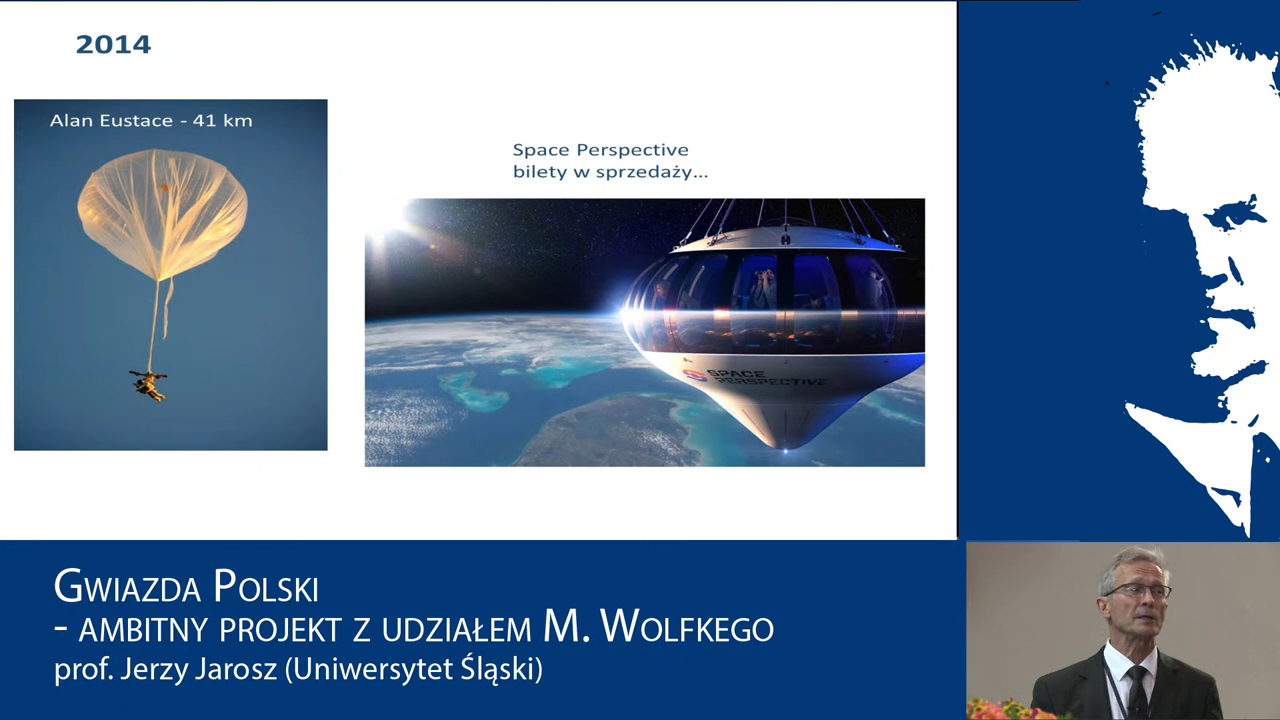 2014
Alan Eustace - 41 km
Space Perspective
bilety w sprzedaży...
SPACE
PERSPECTIVE
Gwiazda Polski
- ambitny projekt z udziałem M. Wolfkego
prof. Jerzy Jarosz (Uniwersytet Śląski)